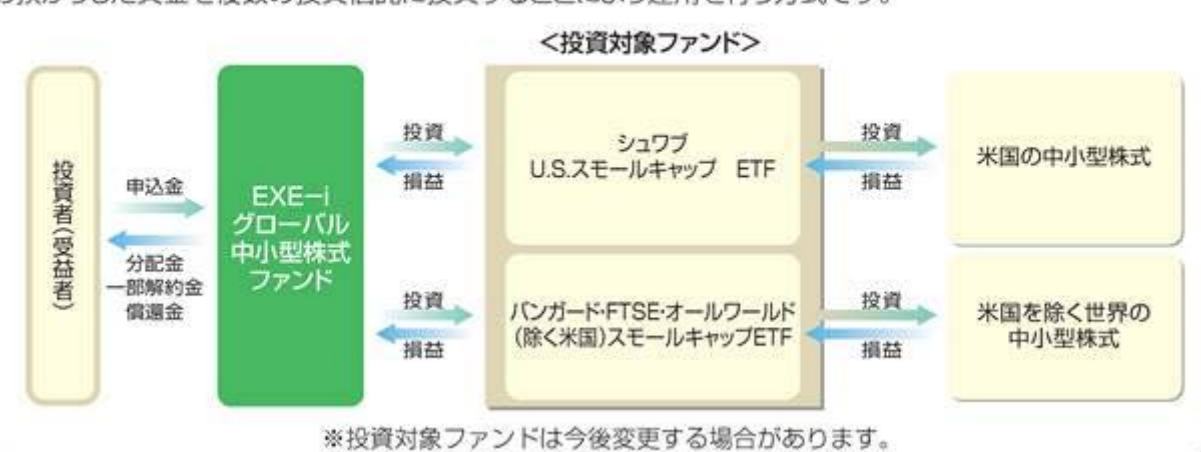 ＜投資対象ファンド＞
投資者（受益者）
申込金
分配金
一部解約金
償還金
EXE－i
グローバル
中小型株式
ファンド
投資
損益
シュワブ
U.S.スモールキャップ　ETF
投資
損益
米国の中小型株式
投資
損益
バンガード・FTSE・オールワールド
（除く米国）スモールキャップETF
投資
損益
米国を除く世界の
中小型株式
※投資対象ファンドは今後変更する場合があります。